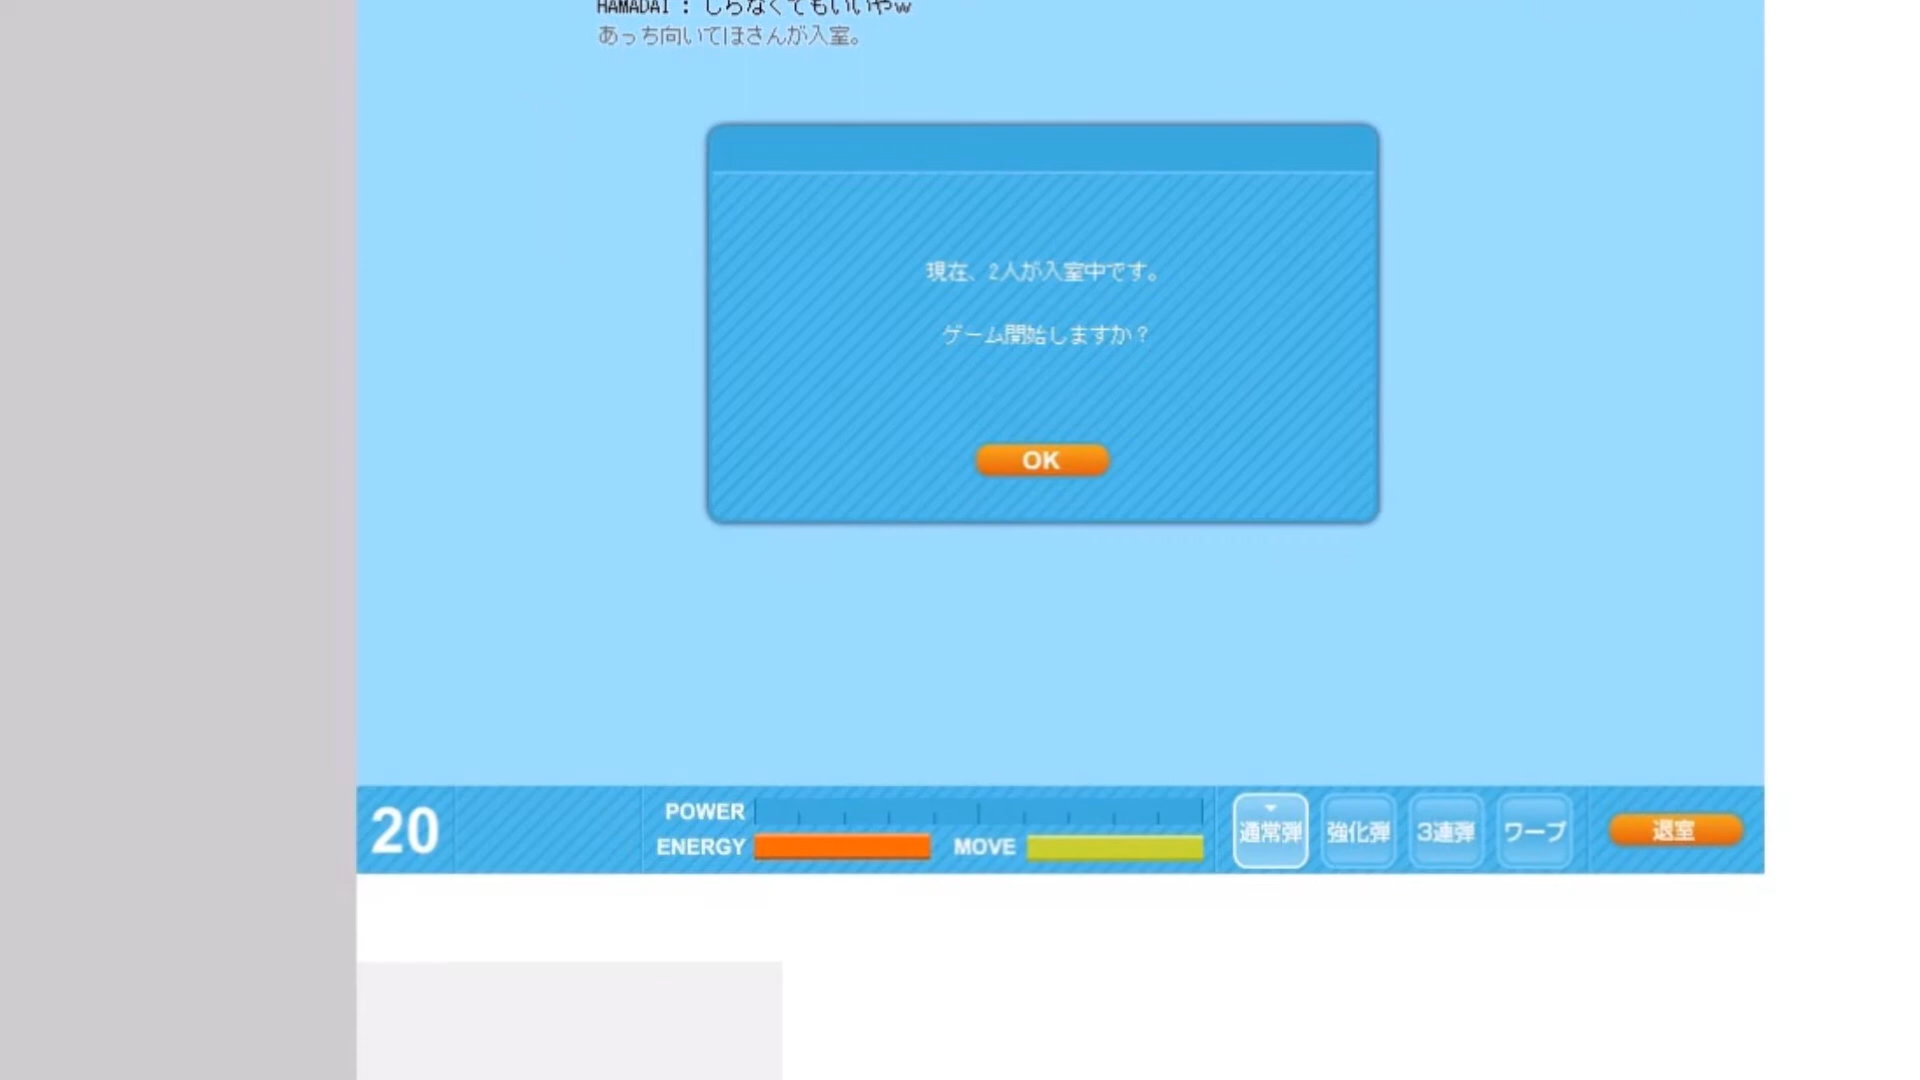 HAMADAI : しらなくてもいいやw
あっち向いてほさんが入室。
現在、2人が入室中です。
ゲーム開始しますか？
OK
20
POWER
ENERGY
MOVE
通常弾
強化弾
3連弾
ワープ
退室